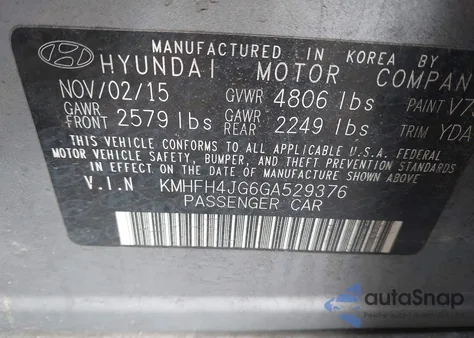 MANUFACTURED IN KOREA BY
HYUNDAI MOTOR COMPAN
NOV/02/15 GVWR 4806 lbs PAINT
GAWR FRONT 2579 lbs GAWR REAR 2249 lbs TRIM YDA
THIS VEHICLE CONFORMS TO ALL APPLICABLE U.S.A. FEDERAL
MOTOR VEHICLE SAFETY, BUMPER, AND THEFT PREVENTION STANDARDS
IN EFFECT ON THE DATE OF MANUFACTURE SHOWN ABOVE.
V.I.N KMHFH4JG6GA529376
PASSENGER CAR
autoSnap